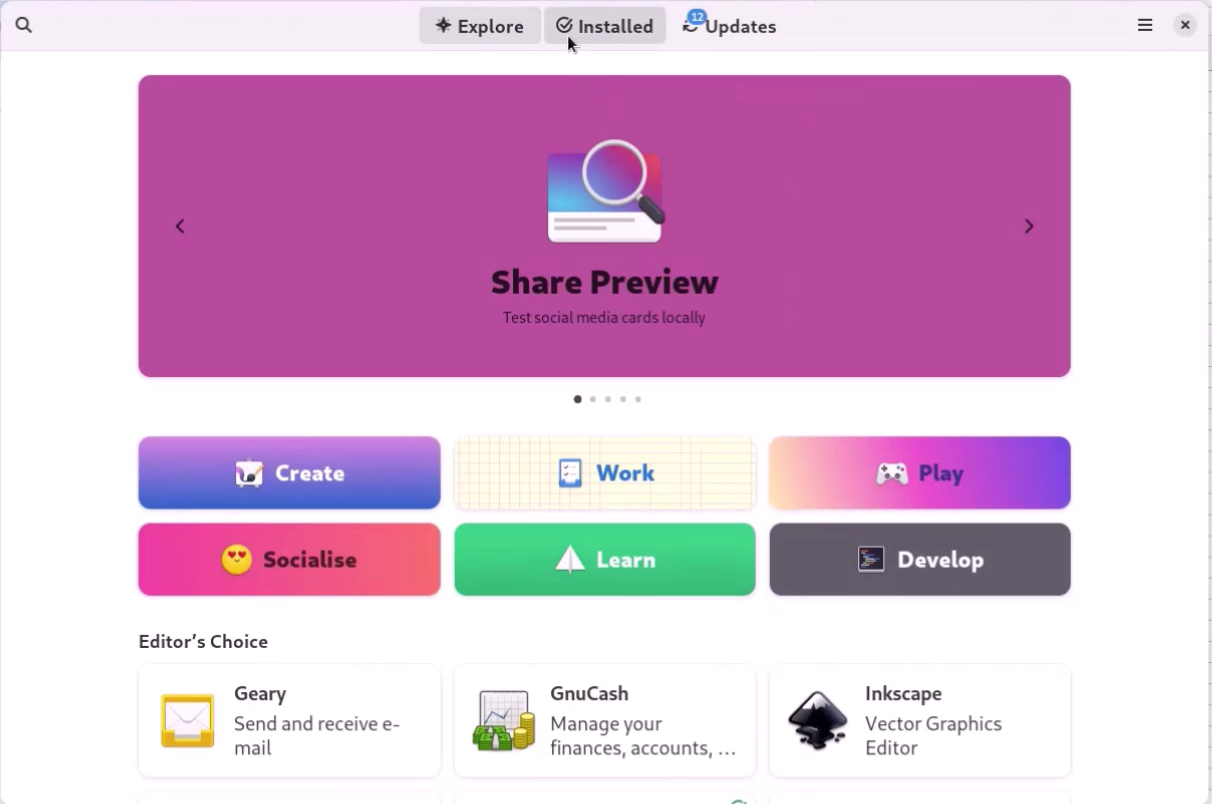 Explore
Installed
12
Updates
Share Preview
Test social media cards locally
Create
Work
Play
Socialise
Learn
Develop
Editor’s Choice
Geary
Send and receive e-
mail
GnuCash
Manage your
finances, accounts, …
Inkscape
Vector Graphics
Editor